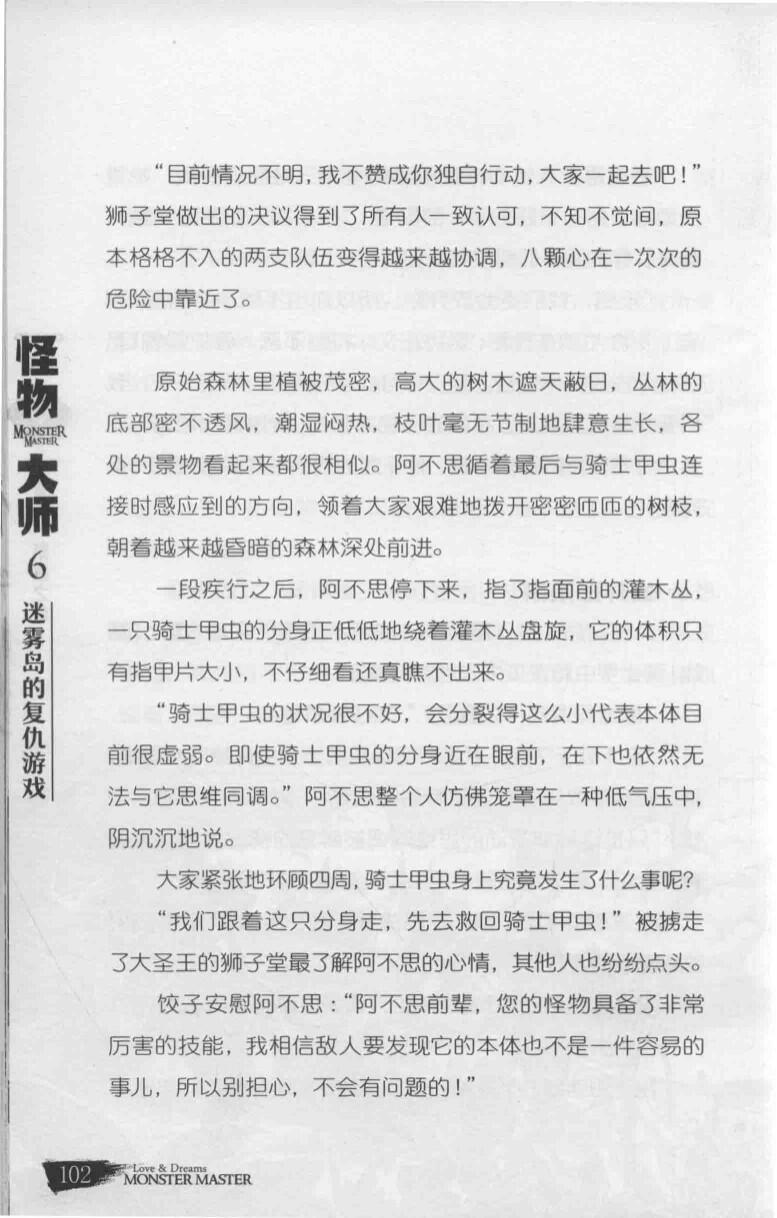 “目前情况不明，我不赞成你独自行动，大家一起去吧！”
狮子堂做出的决议得到了所有人一致认可，不知不觉间，原
本格格不入的两支队伍变得越来越协调，八颗心在一次次的
危险中靠近了。
原始森林里植被茂密，高大的树木遮天蔽日，丛林的
底部密不透风，潮湿闷热，枝叶毫无节制地肆意生长，各
处的景物看起来都很相似。阿不思循着最后与骑士甲虫连
接时感应到的方向，领着大家艰难地拨开密密匝匝的树枝，
朝着越来越昏暗的森林深处前进。
一段疾行之后，阿不思停下来，指了指面前的灌木丛，
一只骑士甲虫的分身正低低地绕着灌木丛盘旋，它的体积只
有指甲片大小，不仔细看还真瞧不出来。
“骑士甲虫的状况很不好，会分裂得这么小代表本体目
前很虚弱。即使骑士甲虫的分身近在眼前，在下也依然无
法与它思维同调。”阿不思整个人仿佛笼罩在一种低气压中，
阴沉沉地说。
大家紧张地环顾四周，骑士甲虫身上究竟发生了什么事呢？
“我们跟着这只分身走，先去救回骑士甲虫！”被掳走
了大圣王的狮子堂最了解阿不思的心情，其他人也纷纷点头。
饺子安慰阿不思：“阿不思前辈，您的怪物具备了非常
厉害的技能，我相信敌人要发现它的本体也不是一件容易的
事儿，所以别担心，不会有问题的！”
怪物
MONSTER
MASTER
大师
6
迷雾岛的复仇游戏
102
Love & Dreams
MONSTER MASTER